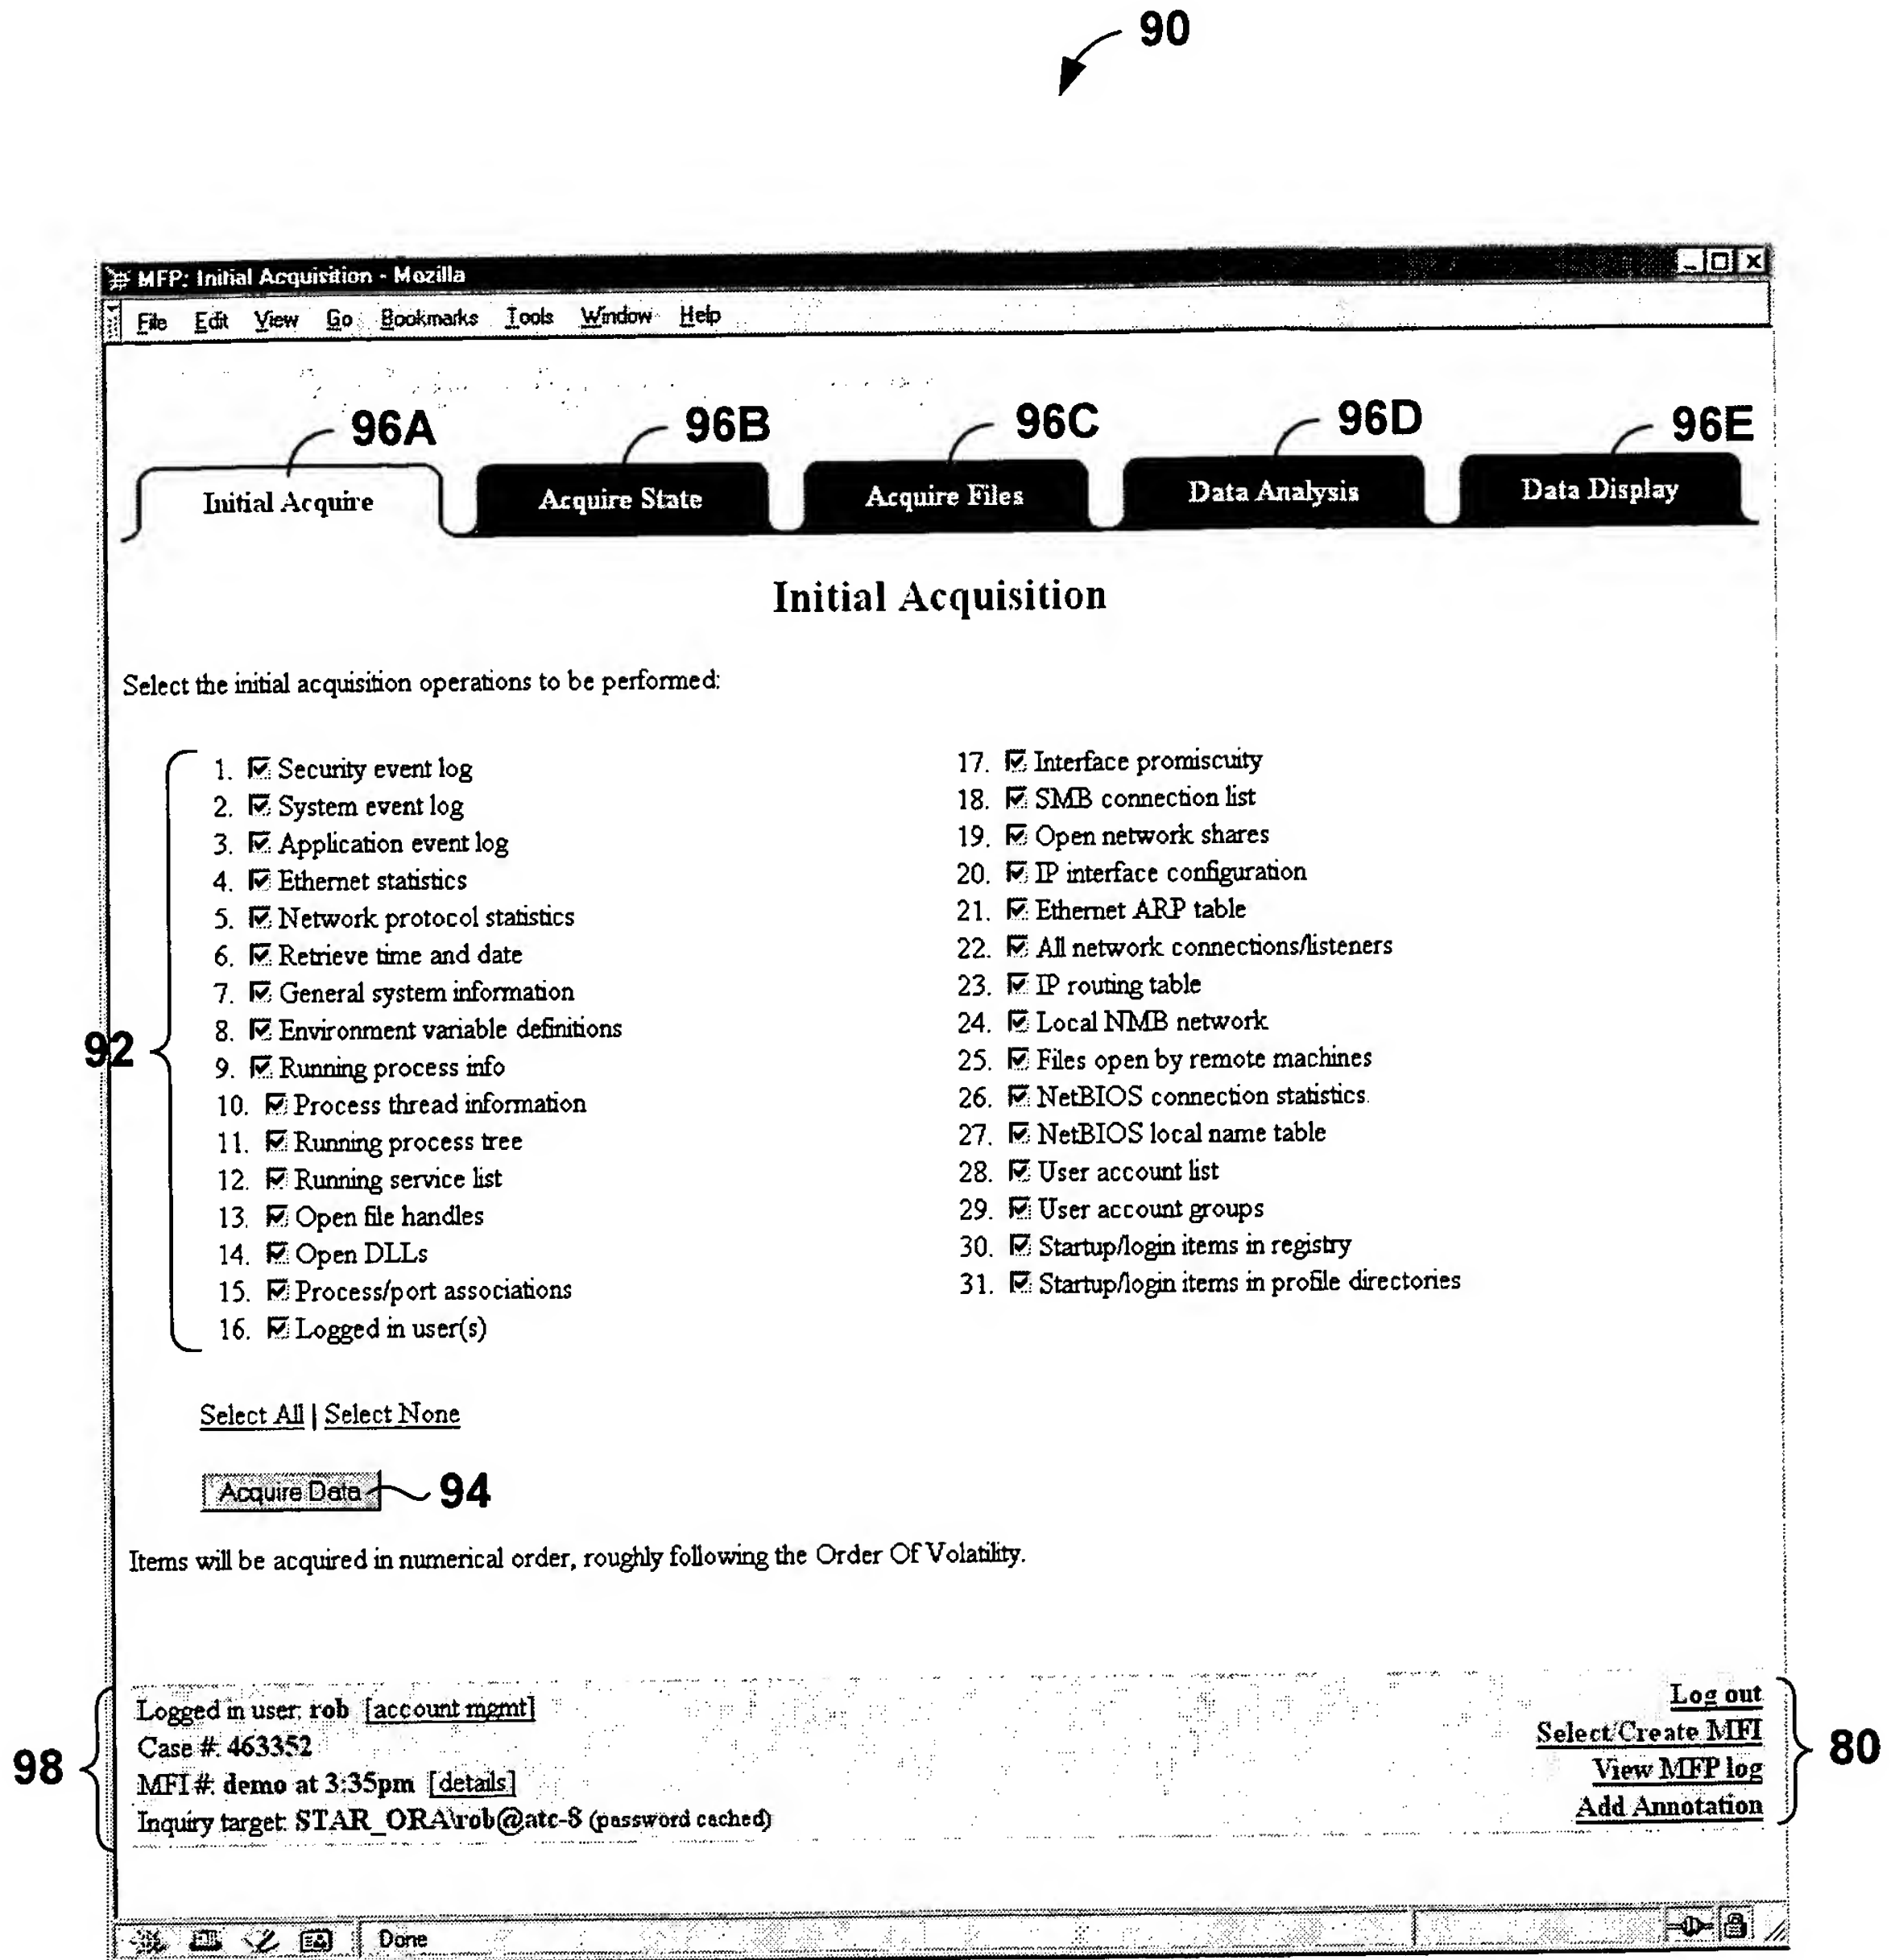 90
MFP: Initial Acquisition - Mozilla
File Edit View Go Bookmarks Tools Window Help
96A 96B 96C 96D 96E
Initial Acquire Acquire State Acquire Files Data Analysis Data Display
Initial Acquisition
Select the initial acquisition operations to be performed:
92
1. Security event log
2. System event log
3. Application event log
4. Ethernet statistics
5. Network protocol statistics
6. Retrieve time and date
7. General system information
8. Environment variable definitions
9. Running process info
10. Process thread information
11. Running process tree
12. Running service list
13. Open file handles
14. Open DLLs
15. Process/port associations
16. Logged in user(s)
17. Interface promiscuity
18. SMB connection list
19. Open network shares
20. IP interface configuration
21. Ethernet ARP table
22. All network connections/listeners
23. IP routing table
24. Local NMB network
25. Files open by remote machines
26. NetBIOS connection statistics
27. NetBIOS local name table
28. User account list
29. User account groups
30. Startup/login items in registry
31. Startup/login items in profile directories
Select All | Select None
Acquire Data 94
Items will be acquired in numerical order, roughly following the Order Of Volatility.
98
Logged in user: rob [account mgmt]
Case #: 463352
MFI #: demo at 3:35pm [details]
Inquiry target: STAR_ORA\rob@atc-8 (password cached)
Log out
Select/Create MFI
View MFP log
Add Annotation
80
Done